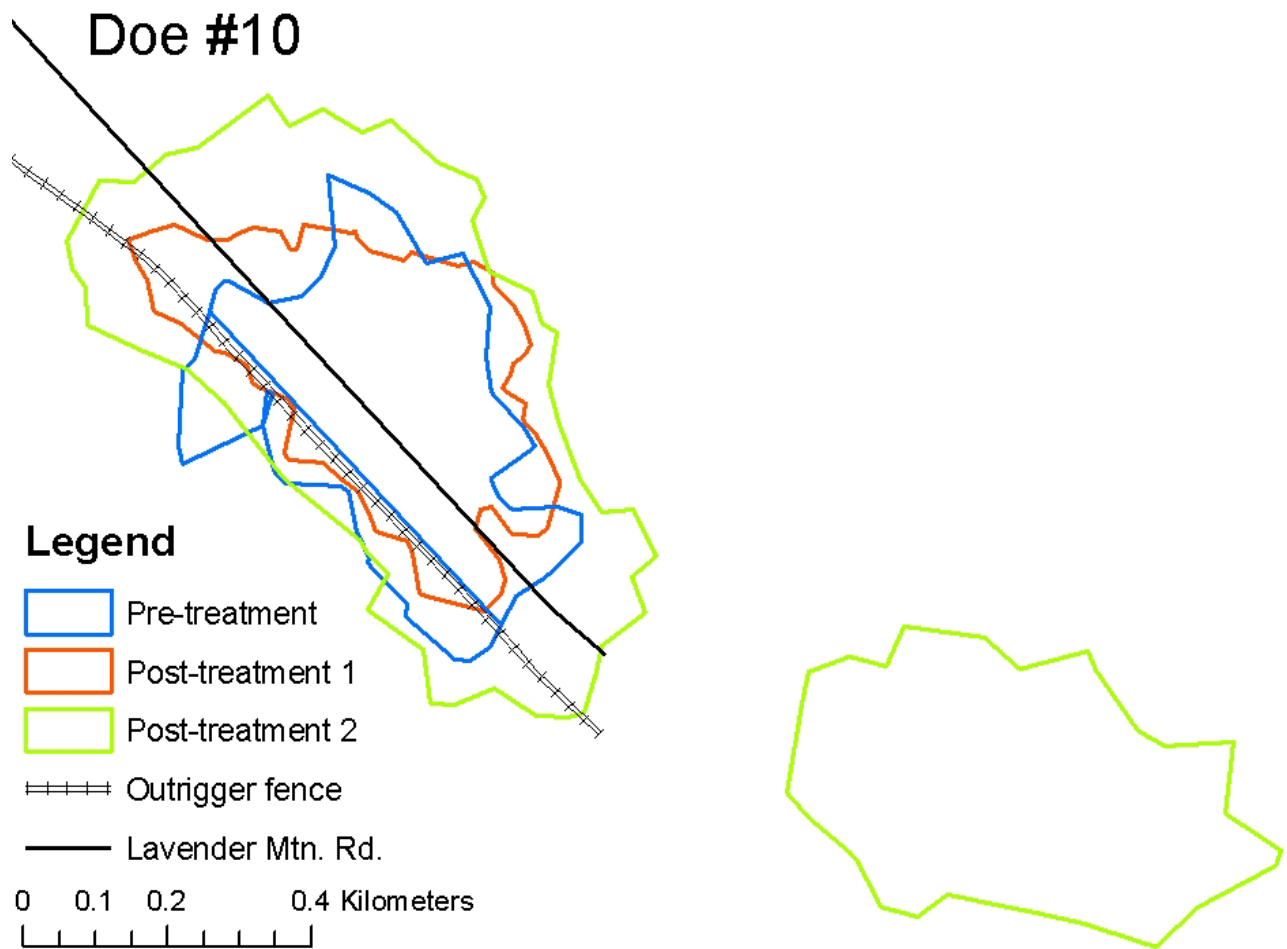 Doe #10
Legend
Pre-treatment
Post-treatment 1
Post-treatment 2
Outrigger fence
Lavender Mtn. Rd.
0 0.1 0.2 0.4 Kilometers